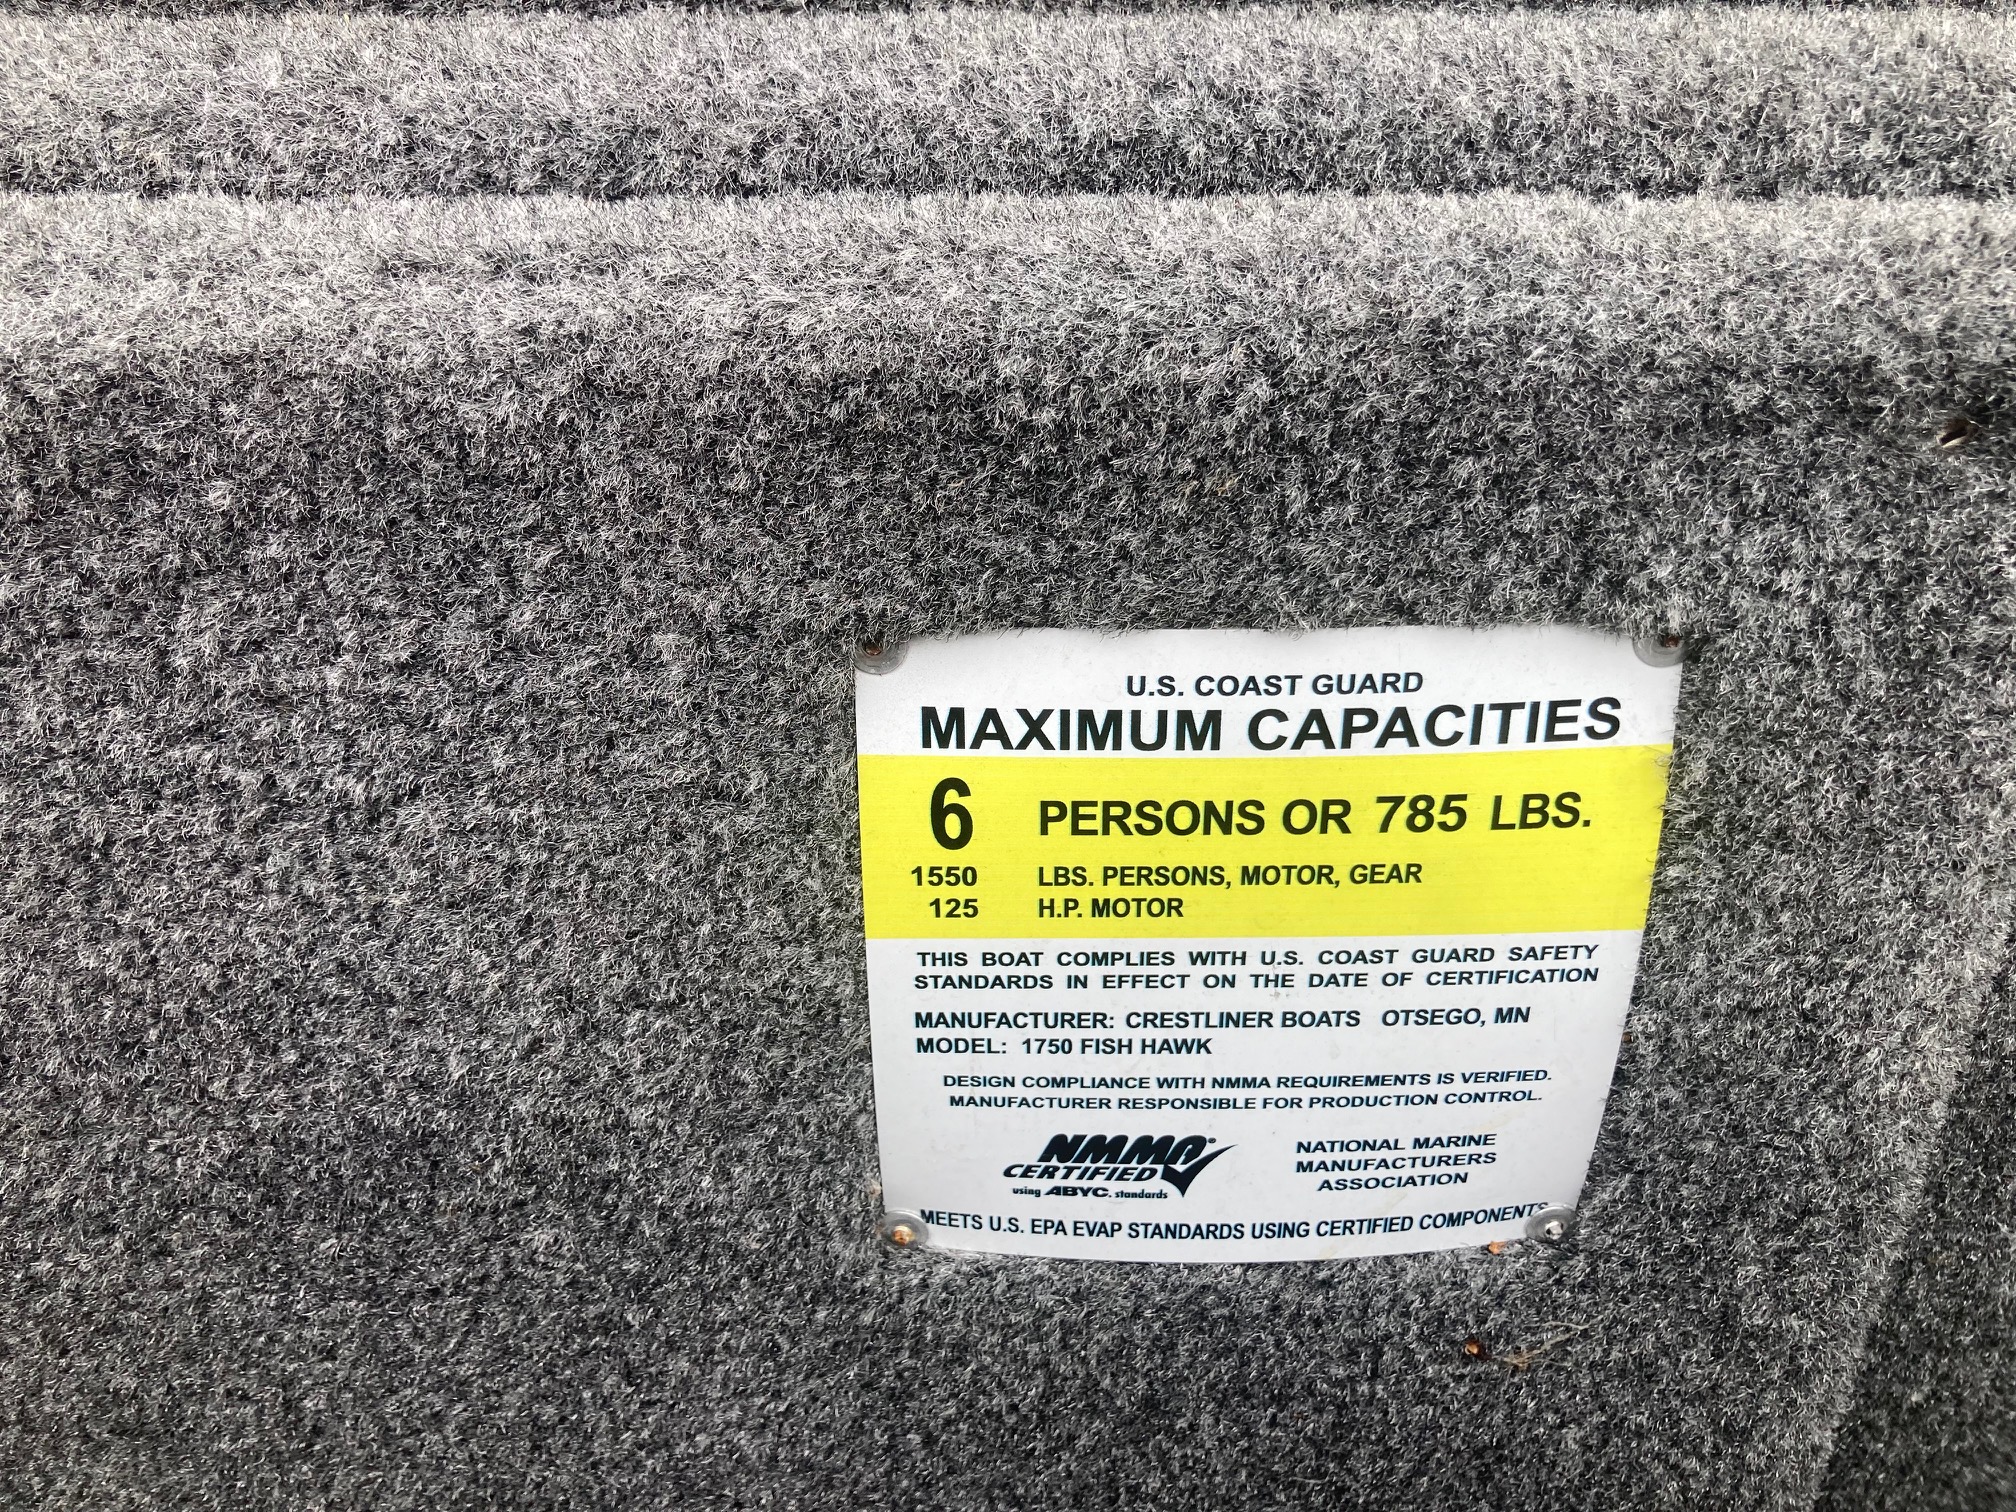 U.S. COAST GUARD
MAXIMUM CAPACITIES
6 PERSONS OR 785 LBS.
1550 LBS. PERSONS, MOTOR, GEAR
125 H.P. MOTOR
THIS BOAT COMPLIES WITH U.S. COAST GUARD SAFETY
STANDARDS IN EFFECT ON THE DATE OF CERTIFICATION
MANUFACTURER: CRESTLINER BOATS OTSEGO, MN
MODEL: 1750 FISH HAWK
DESIGN COMPLIANCE WITH NMMA REQUIREMENTS IS VERIFIED.
MANUFACTURER RESPONSIBLE FOR PRODUCTION CONTROL.
NMMA®
CERTIFIED
using ABYC. standards
NATIONAL MARINE
MANUFACTURERS
ASSOCIATION
MEETS U.S. EPA EVAP STANDARDS USING CERTIFIED COMPONENTS